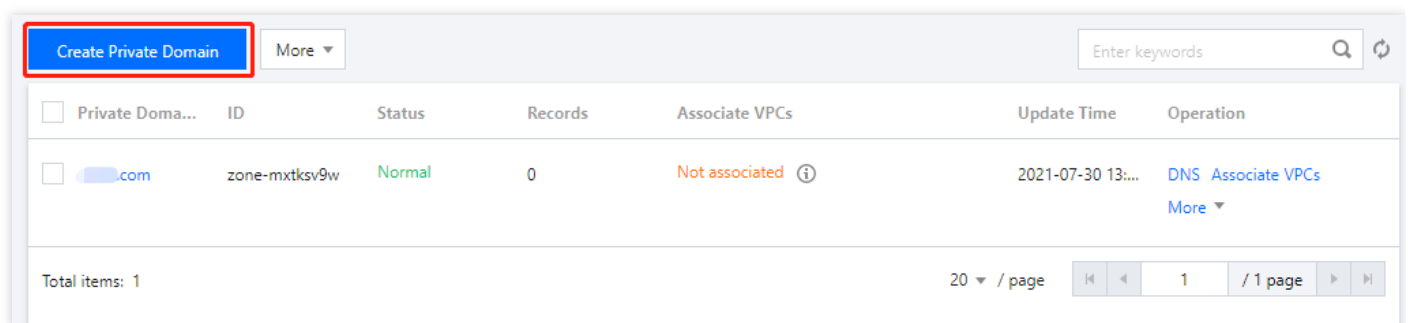 Create Private Domain More Enter keywords
Private Doma... ID Status Records Associate VPCs Update Time Operation
.com zone-mxtksv9w Normal 0 Not associated 2021-07-30 13:... DNS Associate VPCs
More
Total items: 1 20 / page 1 / 1 page